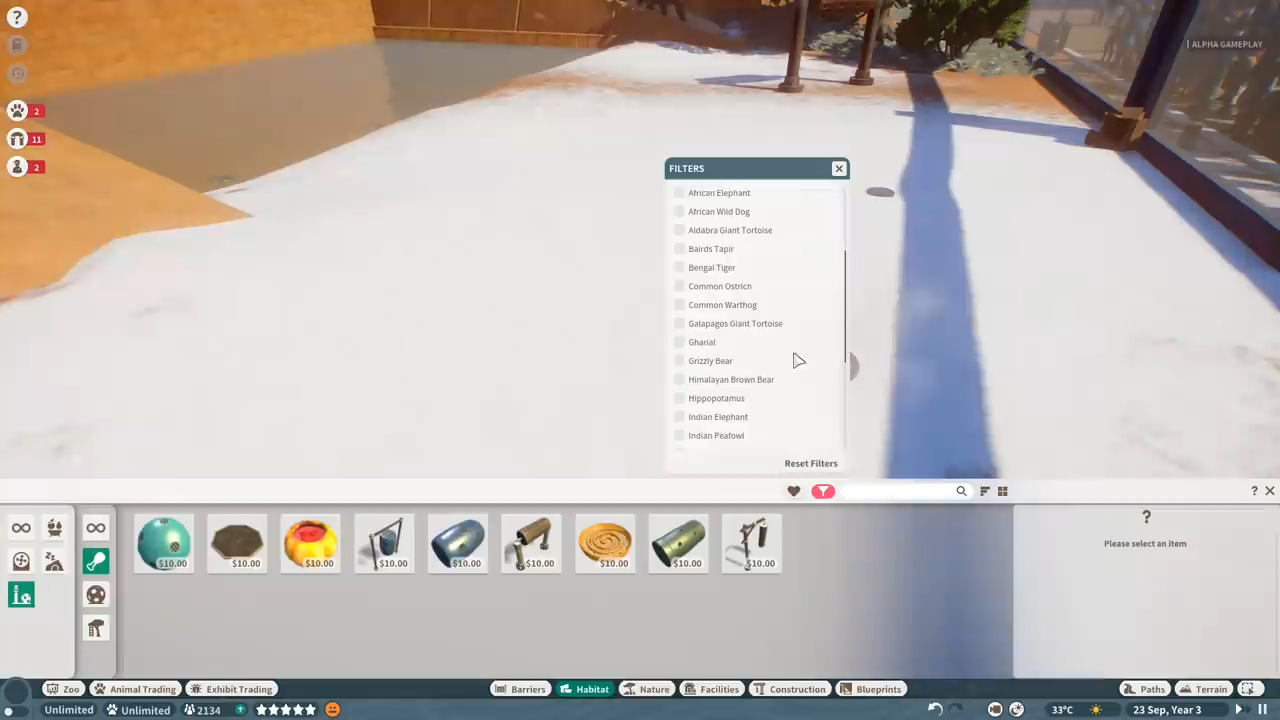 ?
ALPHA GAMEPLAY
2
11
2
FILTERS
African Elephant
African Wild Dog
Aldabra Giant Tortoise
Bairds Tapir
Bengal Tiger
Common Ostrich
Common Warthog
Galapagos Giant Tortoise
Gharial
Grizzly Bear
Himalayan Brown Bear
Hippopotamus
Indian Elephant
Indian Peafowl
Reset Filters
?
?
Please select an item
$10.00 $10.00 $10.00 $10.00 $10.00 $10.00 $10.00 $10.00 $10.00
Zoo Animal Trading Exhibit Trading Barriers Habitat Nature Facilities Construction Blueprints Paths Terrain
Unlimited Unlimited 2134 33°C 23 Sep, Year 3